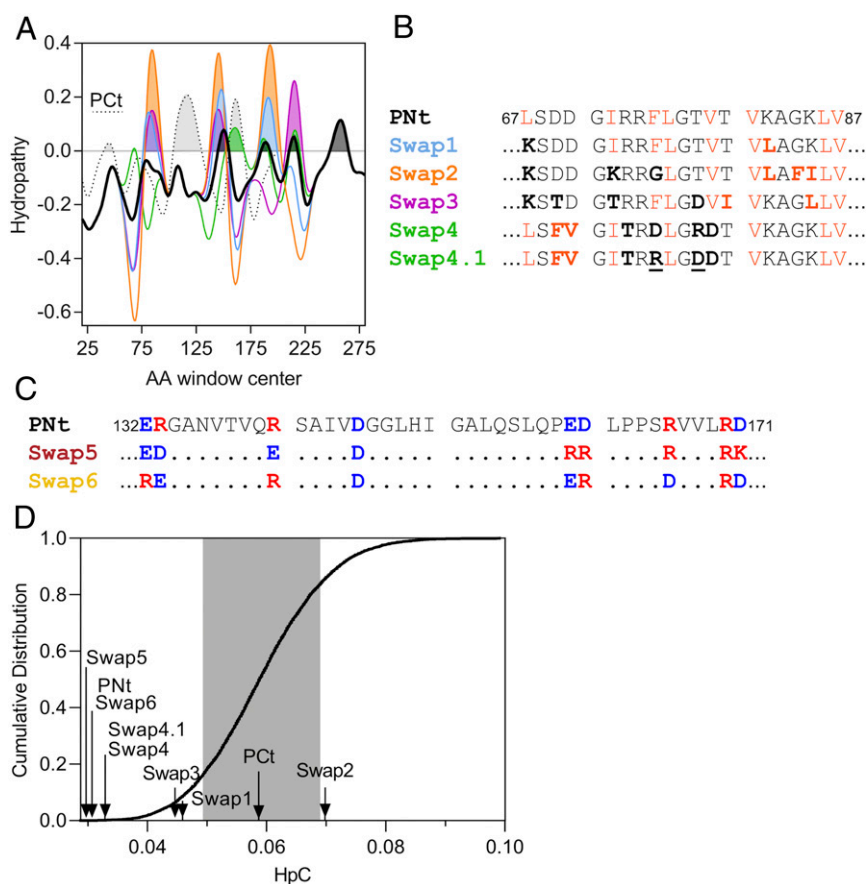 A
0.4
0.2
0.0
-0.2
-0.4
-0.6
Hydropathy
PCt
25 75 125 175 225 275
AA window center
B
PNt 67LSDD GIRRFLGTVT VKAGKLV87
Swap1 ...KSDD GIRRFLGTVT VLAGKLV...
Swap2 ...KSDD GKRRGLGTVT VLAFILV...
Swap3 ...KSTD GTRRFLGDVI VKAGLLV...
Swap4 ...LSFV GITRDLGRDT VKAGKLV...
Swap4.1 ...LSFV GITRRLGDDT VKAGKLV...
C
PNt 132ERGANVTVQR SAIVDGGLHI GALQSLQPED LPPSRVVLRD171
Swap5 ...ED.......E ....D..... ........RR ....R...RK...
Swap6 ...RE.......R ....D..... ........ER ....D...RD...
D
1.0
0.8
0.6
0.4
0.2
0.0
Cumulative Distribution
Swap5
PNt
Swap6
Swap4.1
Swap4
Swap3
Swap1
PCt
Swap2
0.04 0.06 0.08 0.10
HpC